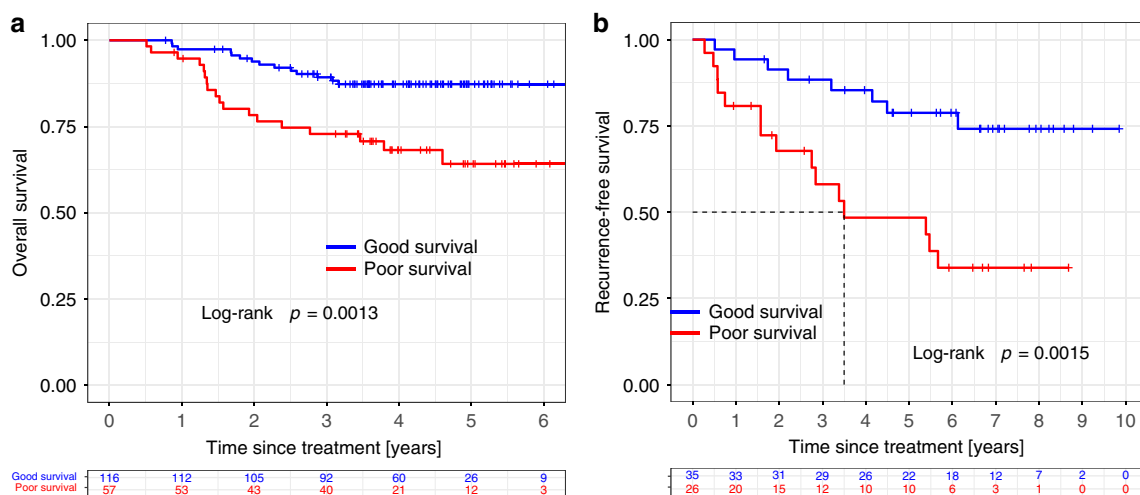 a
1.00
0.75
0.50
0.25
0.00
Overall survival
Good survival
Poor survival
Log-rank p = 0.0013
0 1 2 3 4 5 6
Time since treatment [years]
Good survival 116 112 105 92 60 26 9
Poor survival 57 53 43 40 21 12 3
b
1.00
0.75
0.50
0.25
0.00
Recurrence-free survival
Good survival
Poor survival
Log-rank p = 0.0015
0 1 2 3 4 5 6 7 8 9 10
Time since treatment [years]
35 33 31 29 26 22 18 12 7 2 0
26 20 15 12 10 10 6 3 1 0 0